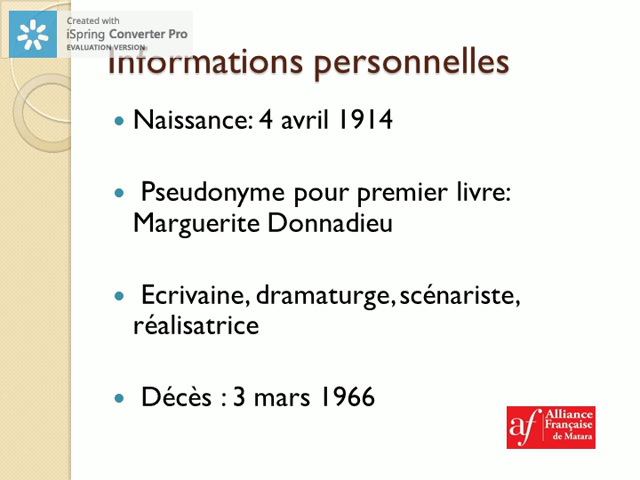 Created with
iSpring Converter Pro
EVALUATION VERSION
Informations personnelles
Naissance: 4 avril 1914
Pseudonyme pour premier livre:
Marguerite Donnadieu
Ecrivaine, dramaturge, scénariste,
réalisatrice
Décès : 3 mars 1966
af Alliance
Française
de Matara